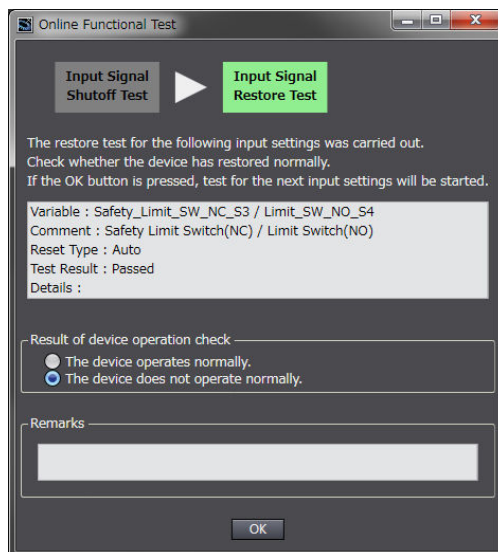 Online Functional Test
Input Signal
Shutoff Test
Input Signal
Restore Test
The restore test for the following input settings was carried out.
Check whether the device has restored normally.
If the OK button is pressed, test for the next input settings will be started.
Variable : Safety_Limit_SW_NC_S3 / Limit_SW_NO_S4
Comment : Safety Limit Switch(NC) / Limit Switch(NO)
Reset Type : Auto
Test Result : Passed
Details :
Result of device operation check
The device operates normally.
The device does not operate normally.
Remarks
OK